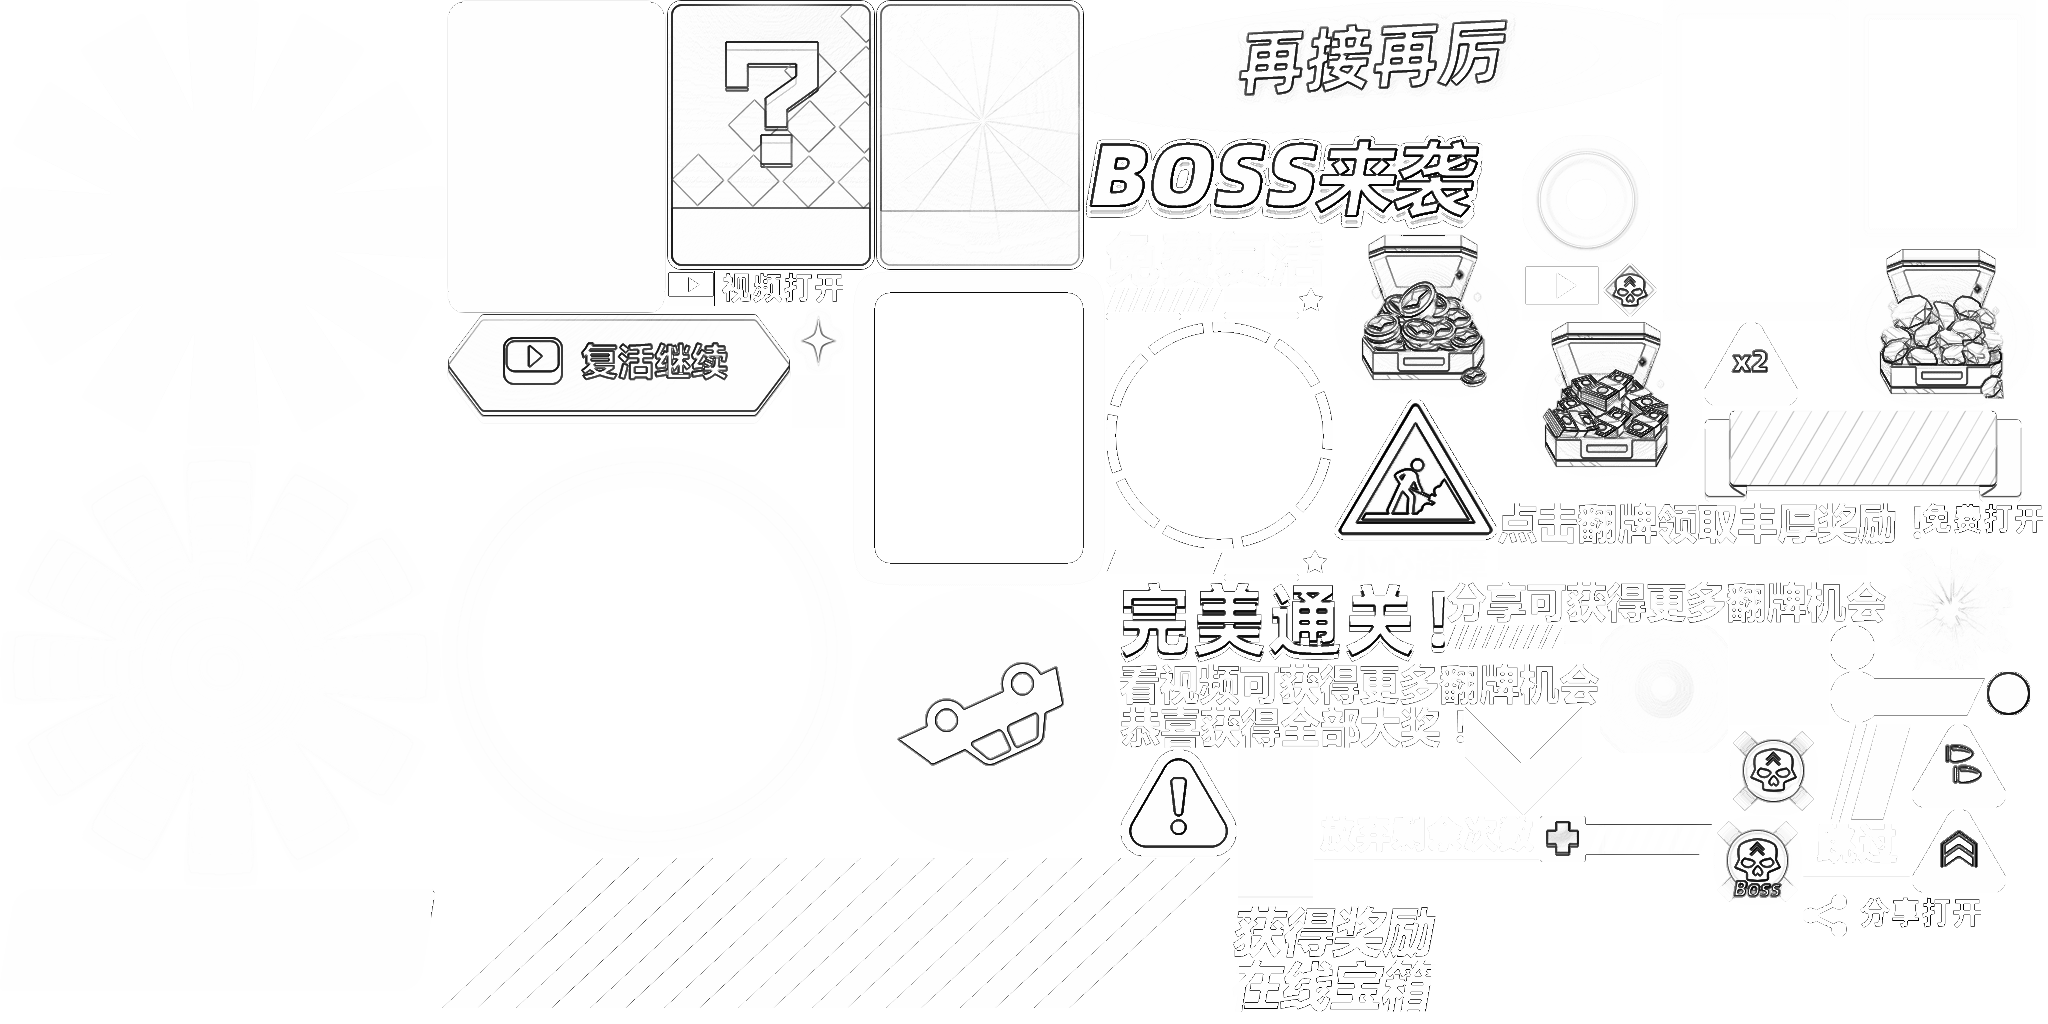 再接再厉
BOSS来袭
视频打开
复活继续
x2
点击翻牌领取丰厚奖励！
免费打开
完美通关！
分享可获得更多翻牌机会
看视频可获得更多翻牌机会
恭喜获得全部大奖！
Boss
分享打开
获得奖励
在线宝箱